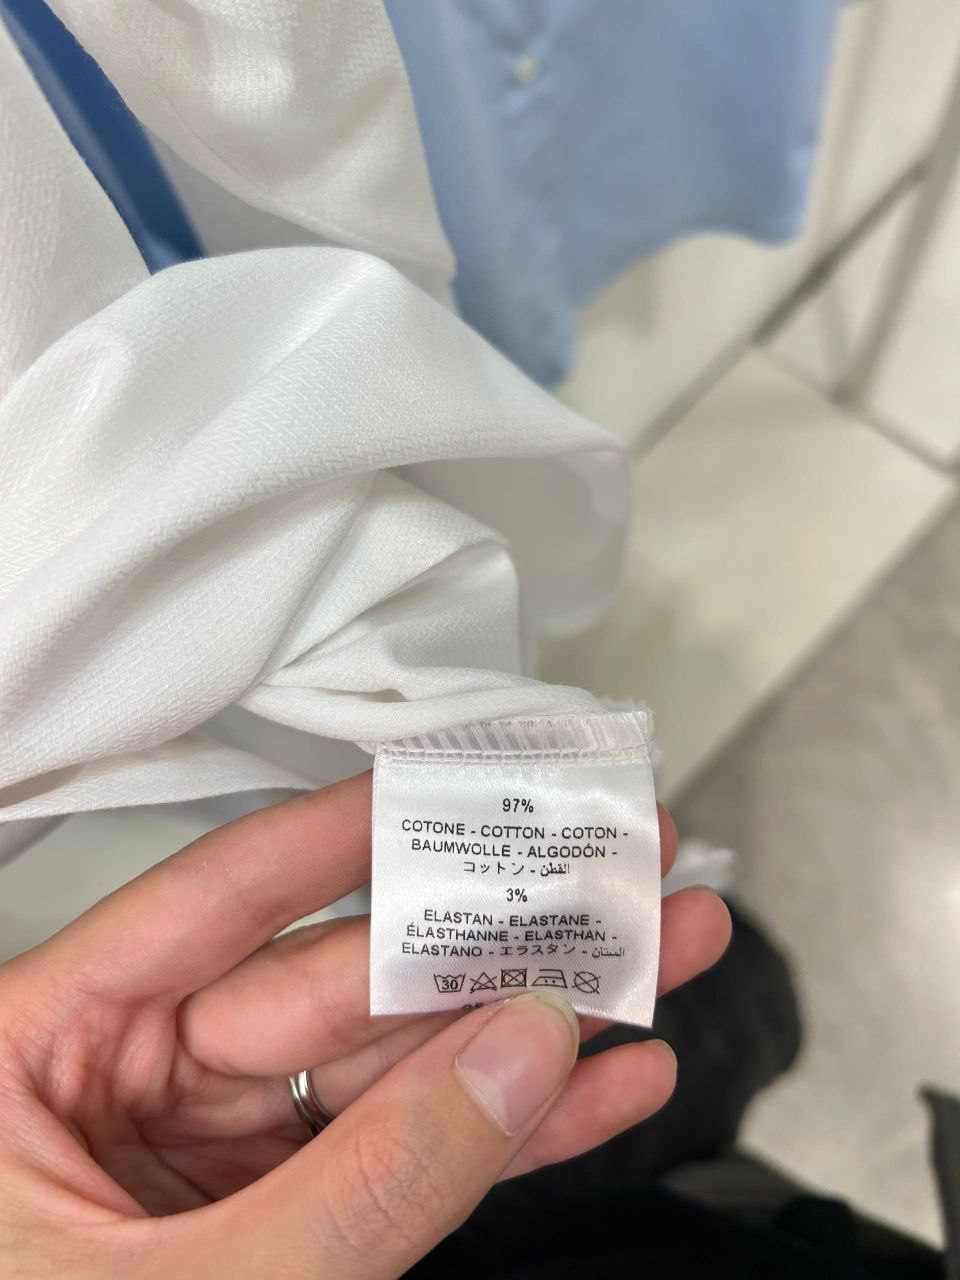 97%
COTONE - COTTON - COTON -
BAUMWOLLE - ALGODÓN -
コットン - القطن
3%
ELASTAN - ELASTANE -
ÉLASTHANNE - ELASTHAN -
ELASTANO - エラスタン - الستان
30